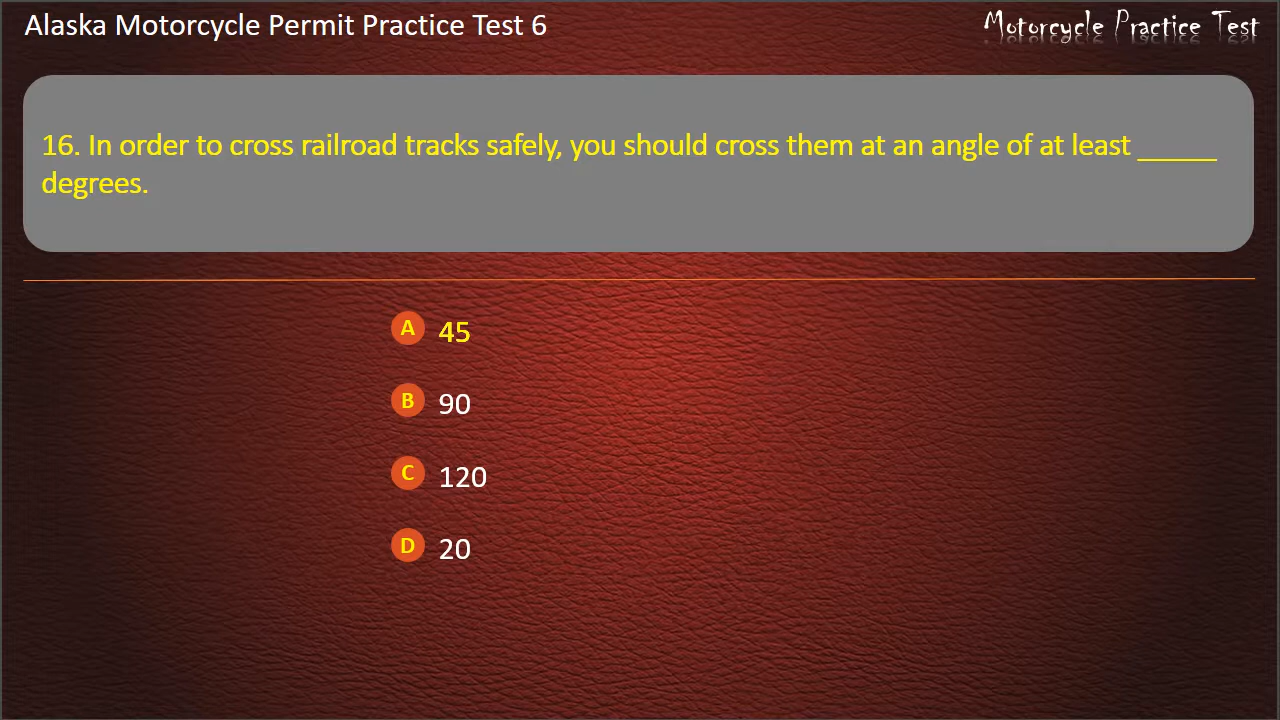 Alaska Motorcycle Permit Practice Test 6
Motorcycle Practice Test
16. In order to cross railroad tracks safely, you should cross them at an angle of at least _____
degrees.
A 45
B 90
C 120
D 20